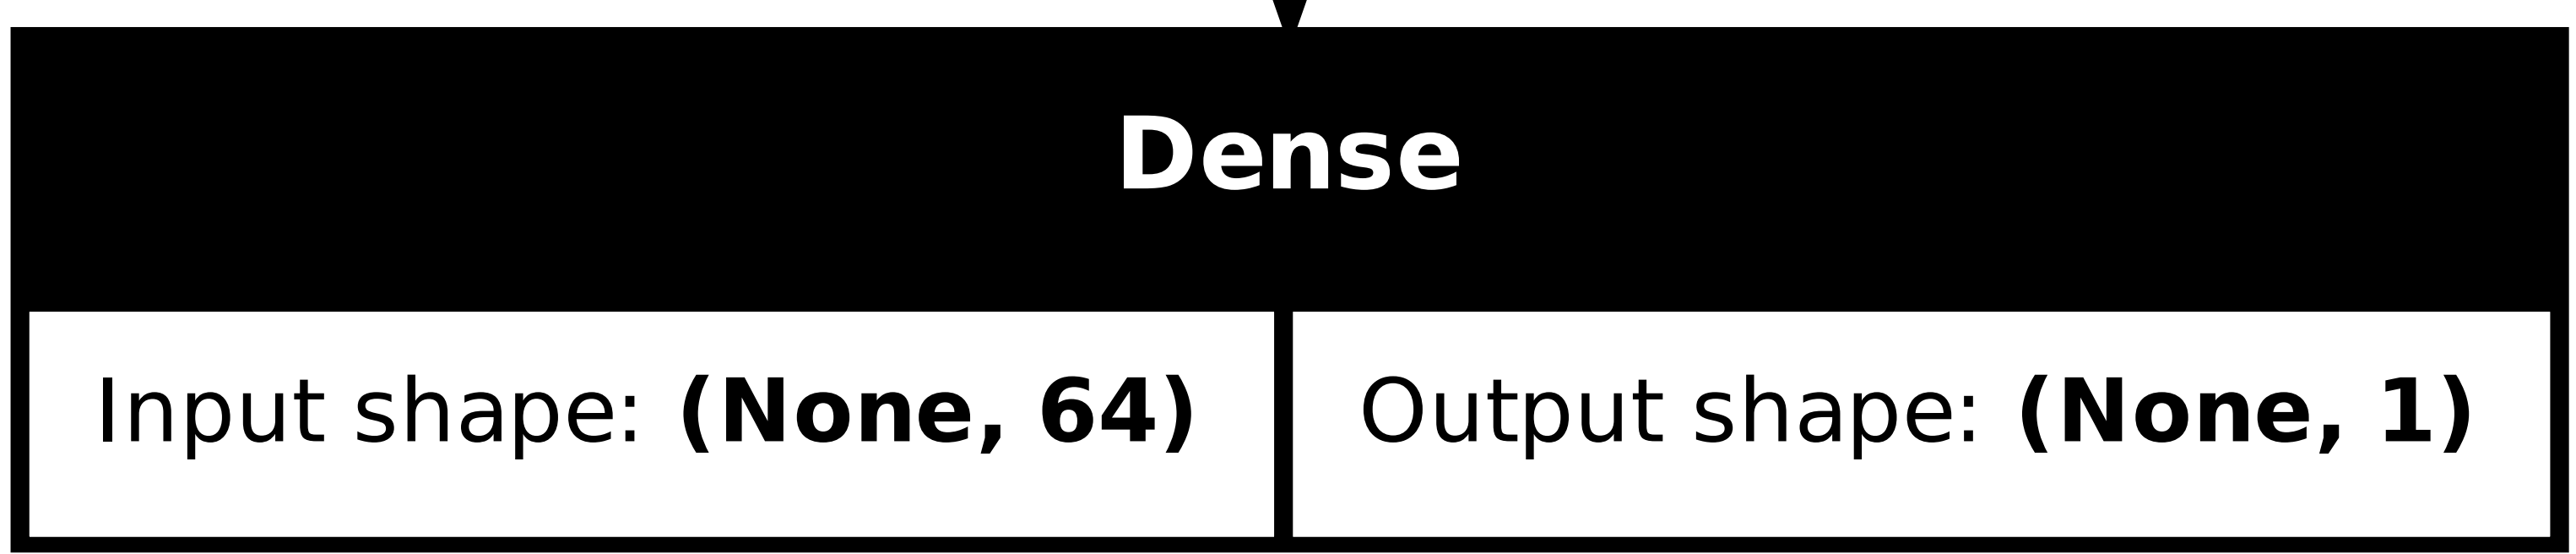 Dense
Input shape: (None, 64)
Output shape: (None, 1)